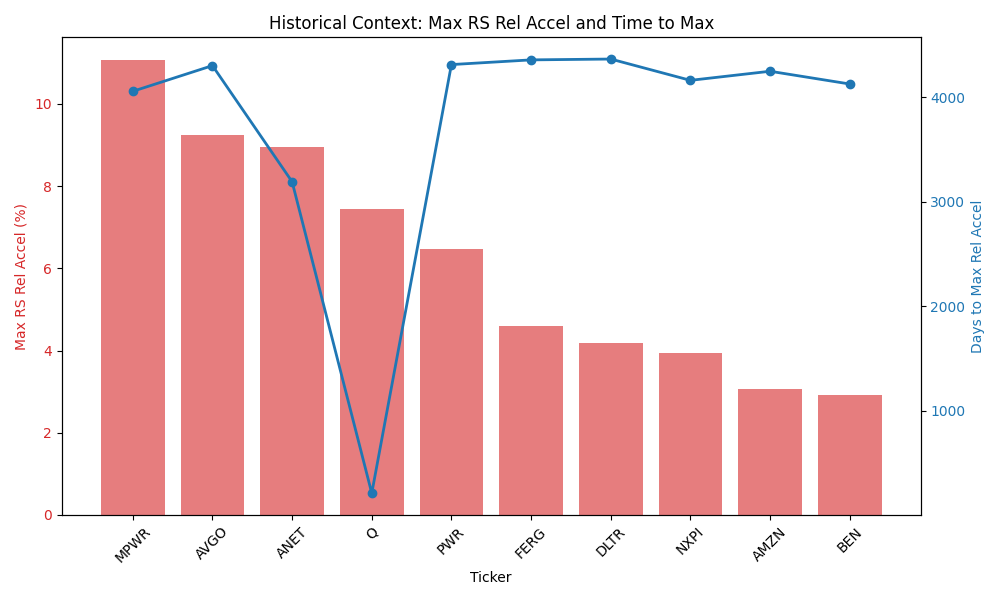 Historical Context: Max RS Rel Accel and Time to Max
Max RS Rel Accel (%)
10
8
6
4
2
0
4000
3000
2000
1000
Days to Max Rel Accel
MPWR
AVGO
ANET
Q
PWR
FERG
DLTR
NXPI
AMZN
BEN
Ticker